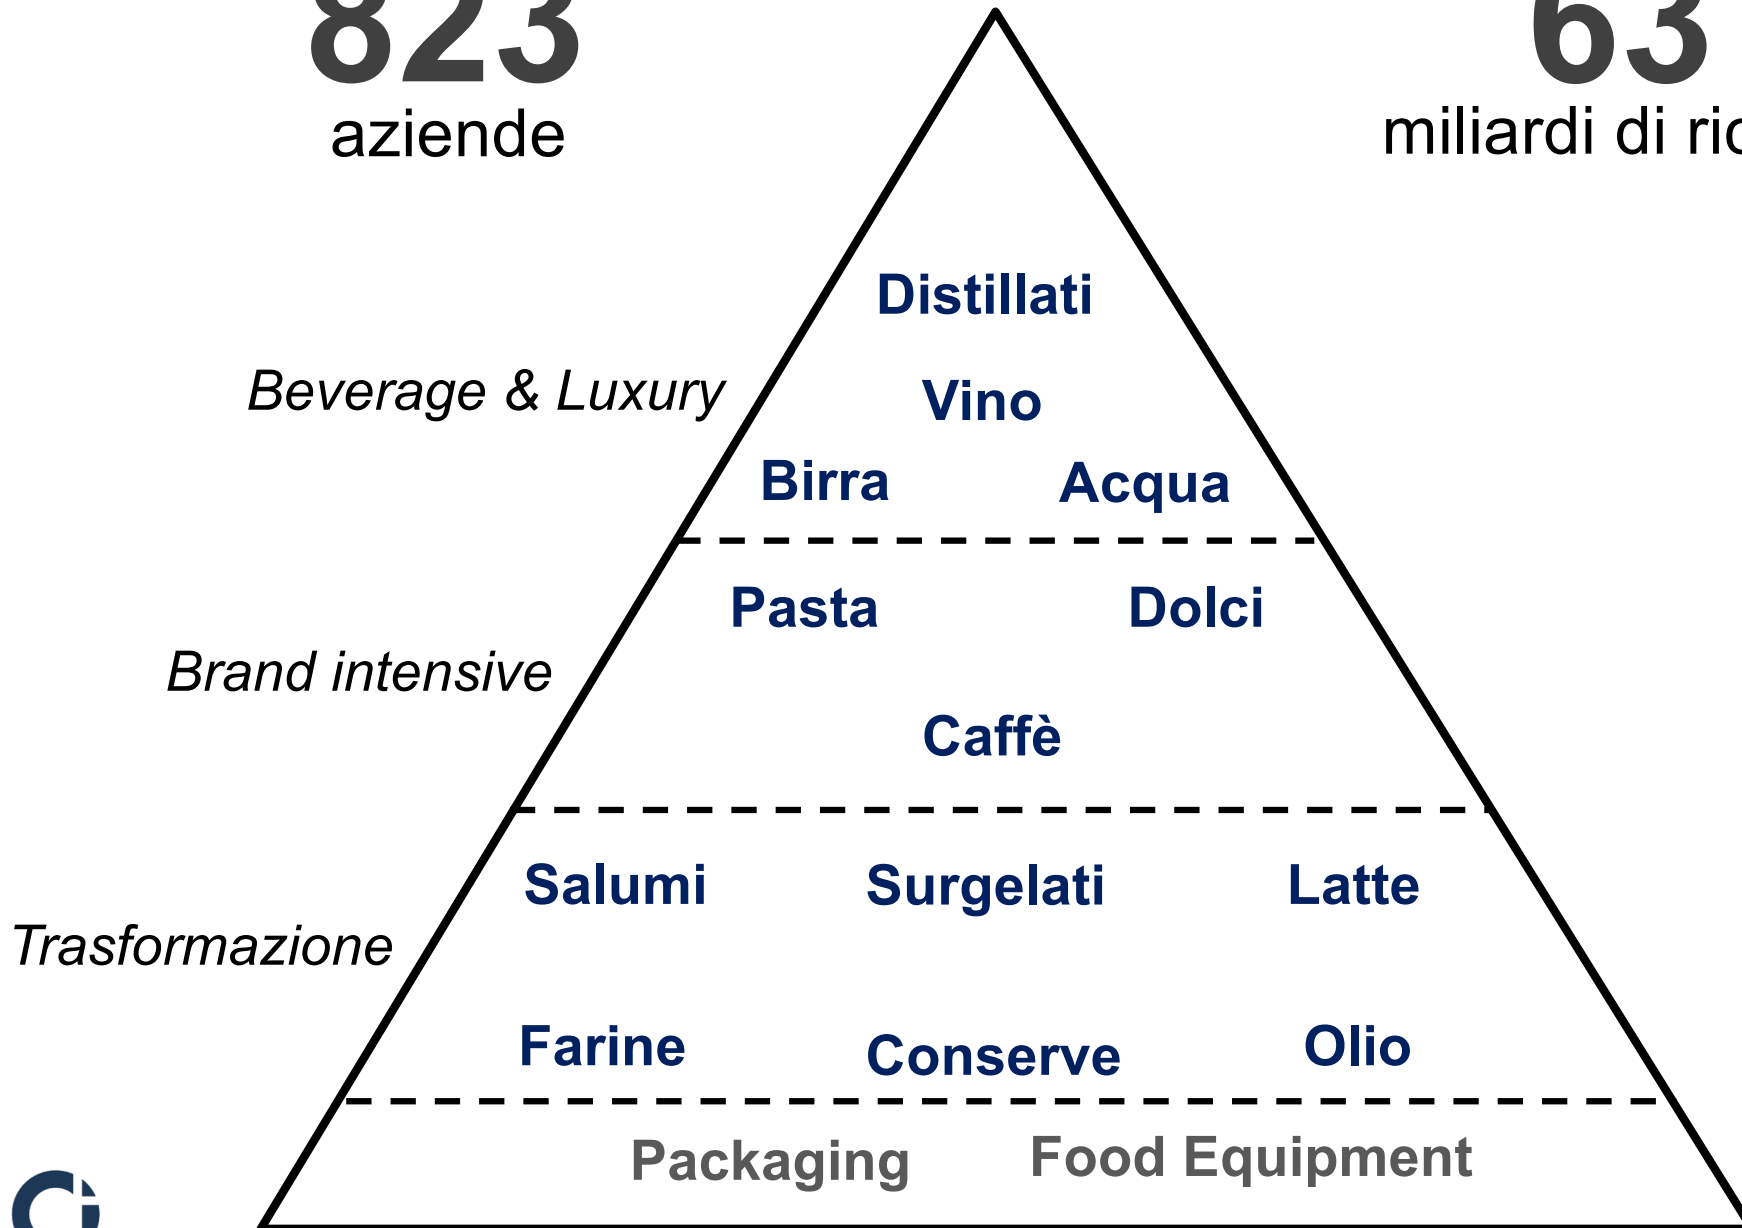 823
63
aziende
miliardi di
Distillati
Beverage & Luxury
Vino
Birra
Acqua
Pasta
Dolci
Brand intensive
Caffè
Salumi
Surgelati
Latte
Trasformazione
Farine
Conserve
Olio
Packaging
Food Equipment